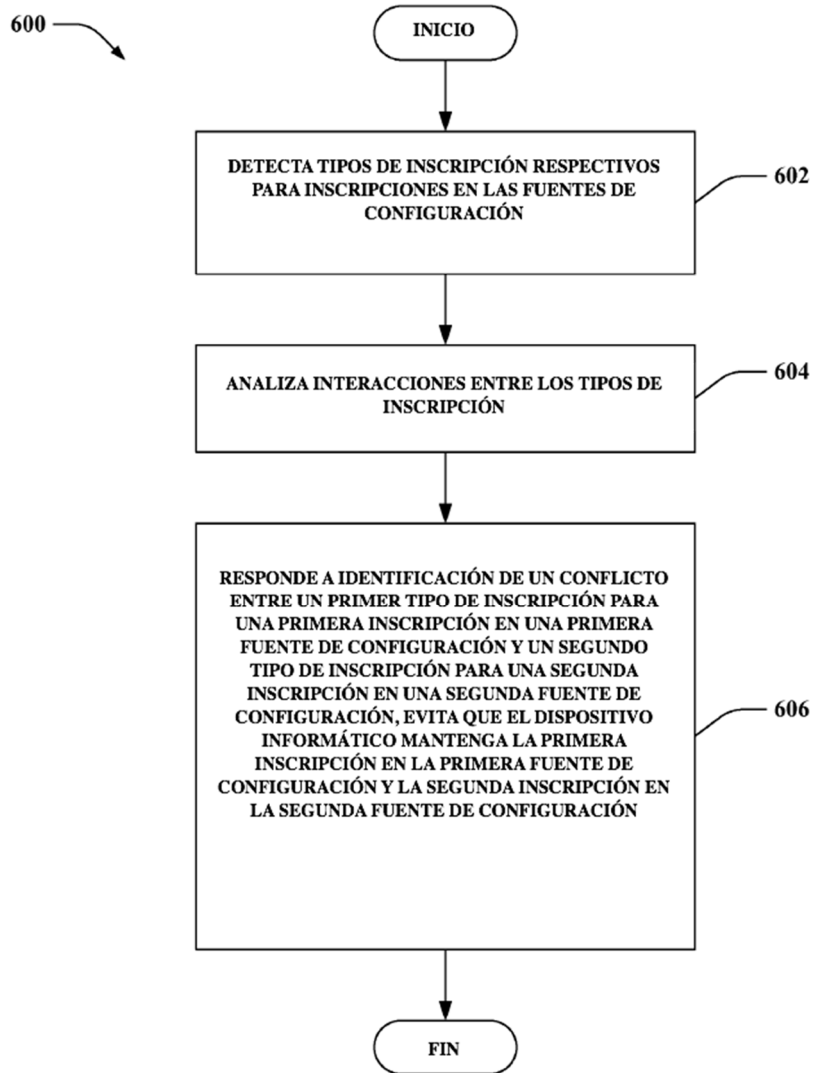 600
INICIO
DETECTA TIPOS DE INSCRIPCIÓN RESPECTIVOS
PARA INSCRIPCIONES EN LAS FUENTES DE
CONFIGURACIÓN
602
ANALIZA INTERACCIONES ENTRE LOS TIPOS DE
INSCRIPCIÓN
604
RESPONDE A IDENTIFICACIÓN DE UN CONFLICTO
ENTRE UN PRIMER TIPO DE INSCRIPCIÓN PARA
UNA PRIMERA INSCRIPCIÓN EN UNA PRIMERA
FUENTE DE CONFIGURACIÓN Y UN SEGUNDO
TIPO DE INSCRIPCIÓN PARA UNA SEGUNDA
INSCRIPCIÓN EN UNA SEGUNDA FUENTE DE
CONFIGURACIÓN, EVITA QUE EL DISPOSITIVO
INFORMÁTICO MANTENGA LA PRIMERA
INSCRIPCIÓN EN LA PRIMERA FUENTE DE
CONFIGURACIÓN Y LA SEGUNDA INSCRIPCIÓN EN
LA SEGUNDA FUENTE DE CONFIGURACIÓN
606
FIN